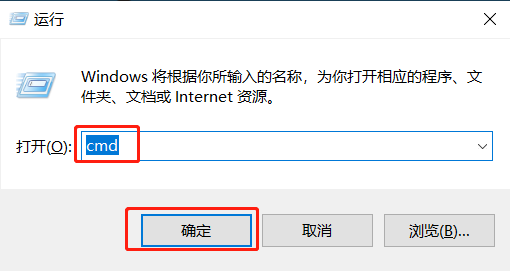 运行
Windows 将根据你所输入的名称，为你打开相应的程序、文
件夹、文档或 Internet 资源。
打开(O): cmd
确定 取消 浏览(B)...